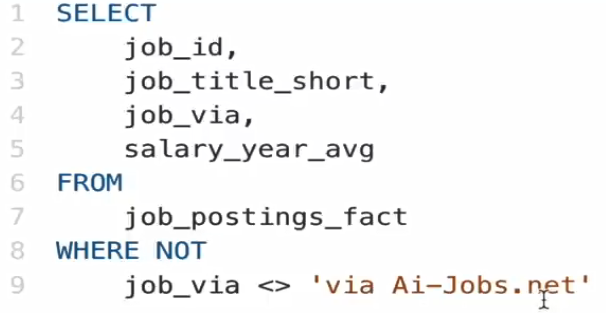 1 SELECT
2 job_id,
3 job_title_short,
4 job_via,
5 salary_year_avg
6 FROM
7 job_postings_fact
8 WHERE NOT
9 job_via <> 'via Ai-Jobs.net'